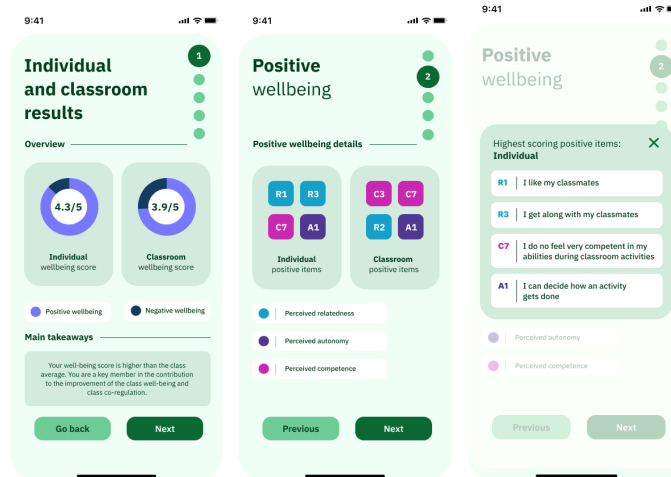 9:41
Individual
and classroom
results
1
Overview
4.3/5
3.9/5
Individual
wellbeing score
Classroom
wellbeing score
Positive wellbeing
Negative wellbeing
Main takeaways
Your well-being score is higher than the class
average. You are a key member in the contribution
to the improvement of the class well-being and
class co-regulation.
Go back
Next
9:41
Positive
wellbeing
2
Positive wellbeing details
R1 R3
C7 A1
C3 C7
R2 A1
Individual
positive items
Classroom
positive items
Perceived relatedness
Perceived autonomy
Perceived competence
Previous
Next
9:41
Positive
wellbeing
2
Highest scoring positive items:
Individual
R1 I like my classmates
R3 I get along with my classmates
C7 I do no feel very competent in my
abilities during classroom activities
A1 I can decide how an activity
gets done
Perceived autonomy
Perceived competence
Previous
Next